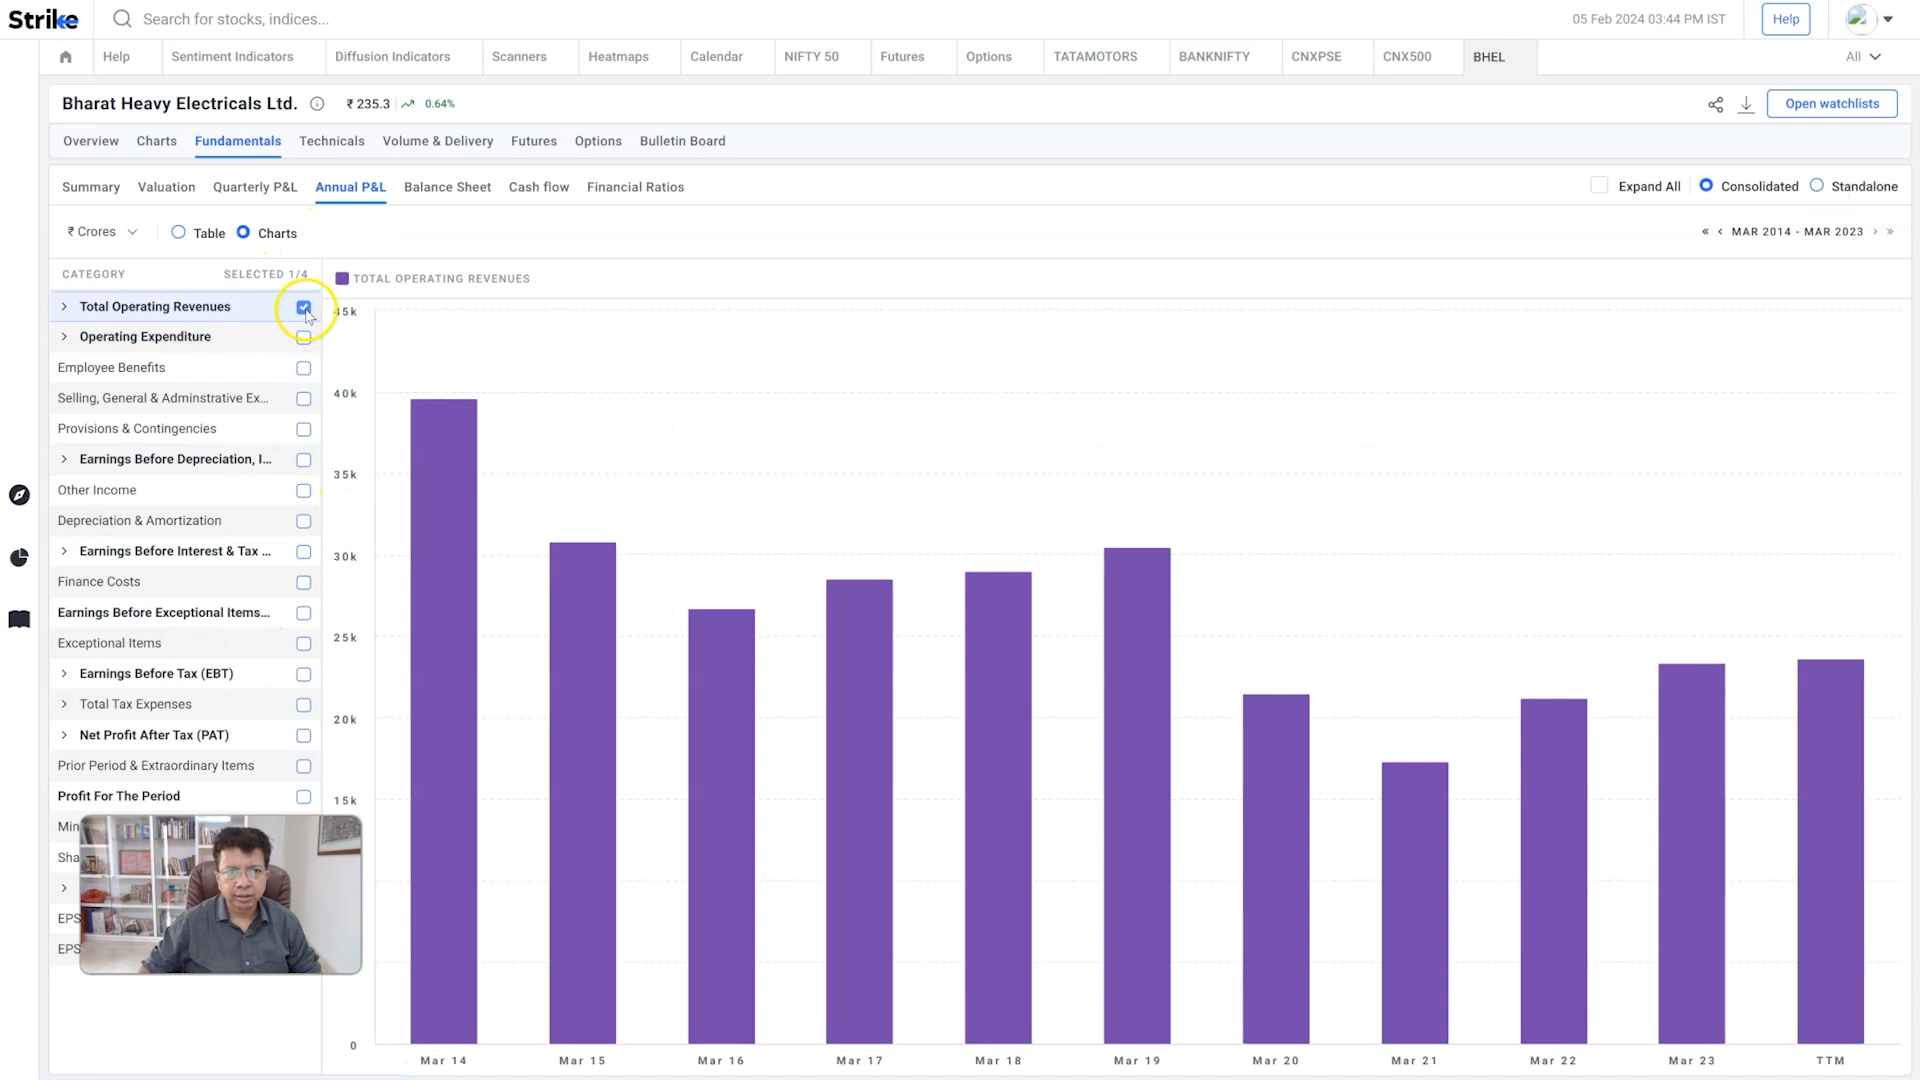 Strike
Search for stocks, indices...
05 Feb 2024 03:44 PM IST
Help
Help
Sentiment Indicators
Diffusion Indicators
Scanners
Heatmaps
Calendar
NIFTY 50
Futures
Options
TATAMOTORS
BANKNIFTY
CNXPSE
CNX500
BHEL
All
Bharat Heavy Electricals Ltd.
₹ 235.3
0.64%
Open watchlists
Overview
Charts
Fundamentals
Technicals
Volume & Delivery
Futures
Options
Bulletin Board
Summary
Valuation
Quarterly P&L
Annual P&L
Balance Sheet
Cash flow
Financial Ratios
Expand All
Consolidated
Standalone
₹ Crores
Table
Charts
« ‹ MAR 2014 - MAR 2023 › »
CATEGORY
SELECTED 1/4
TOTAL OPERATING REVENUES
Total Operating Revenues
Operating Expenditure
Employee Benefits
Selling, General & Adminstrative Ex...
Provisions & Contingencies
Earnings Before Depreciation, I...
Other Income
Depreciation & Amortization
Earnings Before Interest & Tax ...
Finance Costs
Earnings Before Exceptional Items...
Exceptional Items
Earnings Before Tax (EBT)
Total Tax Expenses
Net Profit After Tax (PAT)
Prior Period & Extraordinary Items
Profit For The Period
Min
Sha
EPS
EPS
45k
40k
35k
30k
25k
20k
15k
0
Mar 14
Mar 15
Mar 16
Mar 17
Mar 18
Mar 19
Mar 20
Mar 21
Mar 22
Mar 23
TTM